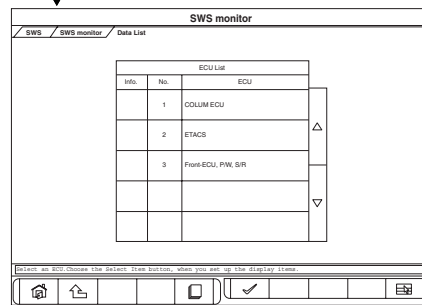 SWS monitor
SWS SWS monitor Data List
ECU List
Info. No. ECU
1 COLUM ECU
2 ETACS
3 Front-ECU, P/W, S/R
Select an ECU.Choose the Select Item button, when you set up the display items.